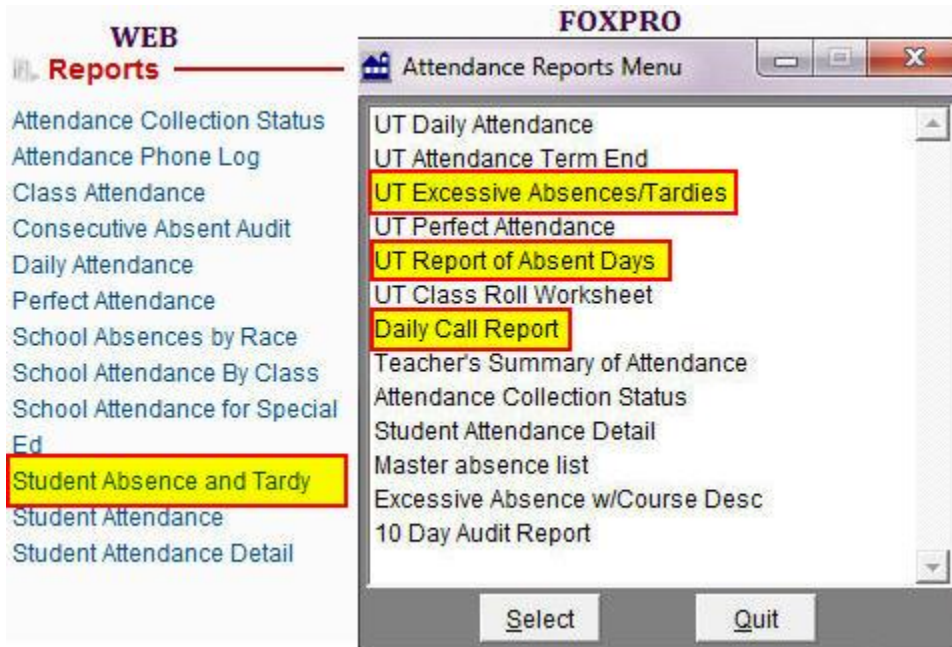 WEB
Reports
Attendance Collection Status
Attendance Phone Log
Class Attendance
Consecutive Absent Audit
Daily Attendance
Perfect Attendance
School Absences by Race
School Attendance By Class
School Attendance for Special
Ed
Student Absence and Tardy
Student Attendance
Student Attendance Detail
FOXPRO
Attendance Reports Menu
UT Daily Attendance
UT Attendance Term End
UT Excessive Absences/Tardies
UT Perfect Attendance
UT Report of Absent Days
UT Class Roll Worksheet
Daily Call Report
Teacher's Summary of Attendance
Attendance Collection Status
Student Attendance Detail
Master absence list
Excessive Absence w/Course Desc
10 Day Audit Report
Select
Quit